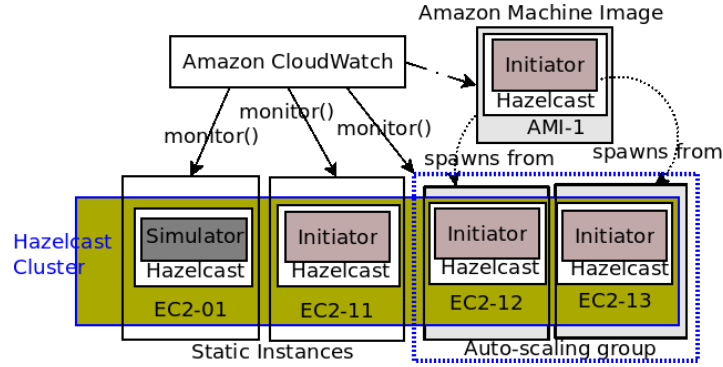 Amazon Machine Image
Amazon CloudWatch
Initiator
Hazelcast
AMI-1
monitor()
monitor()
monitor()
spawns from
spawns from
Hazelcast
Cluster
Simulator
Hazelcast
EC2-01
Initiator
Hazelcast
EC2-11
Initiator
Hazelcast
EC2-12
Initiator
Hazelcast
EC2-13
Static Instances
Auto-scaling group